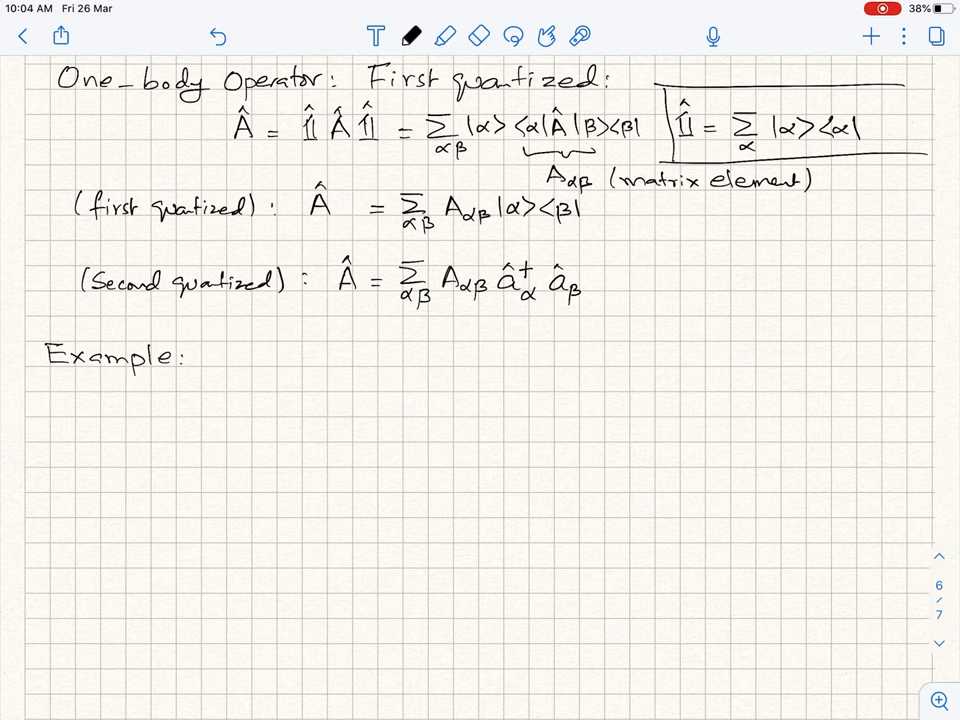 10:04 AM Fri 26 Mar 38%
One-body Operator: First quantized:
Â = 𝟙̂ Â 𝟙̂ = Σ_{αβ} |α> <α|Â|β> <β|
𝟙̂ = Σ_α |α> <α|
A_{αβ} (matrix element)
(first quantized) : Â = Σ_{αβ} A_{αβ} |α> <β|
(Second quantized) : Â = Σ_{αβ} A_{αβ} â†_α â_β
Example:
6
/
7